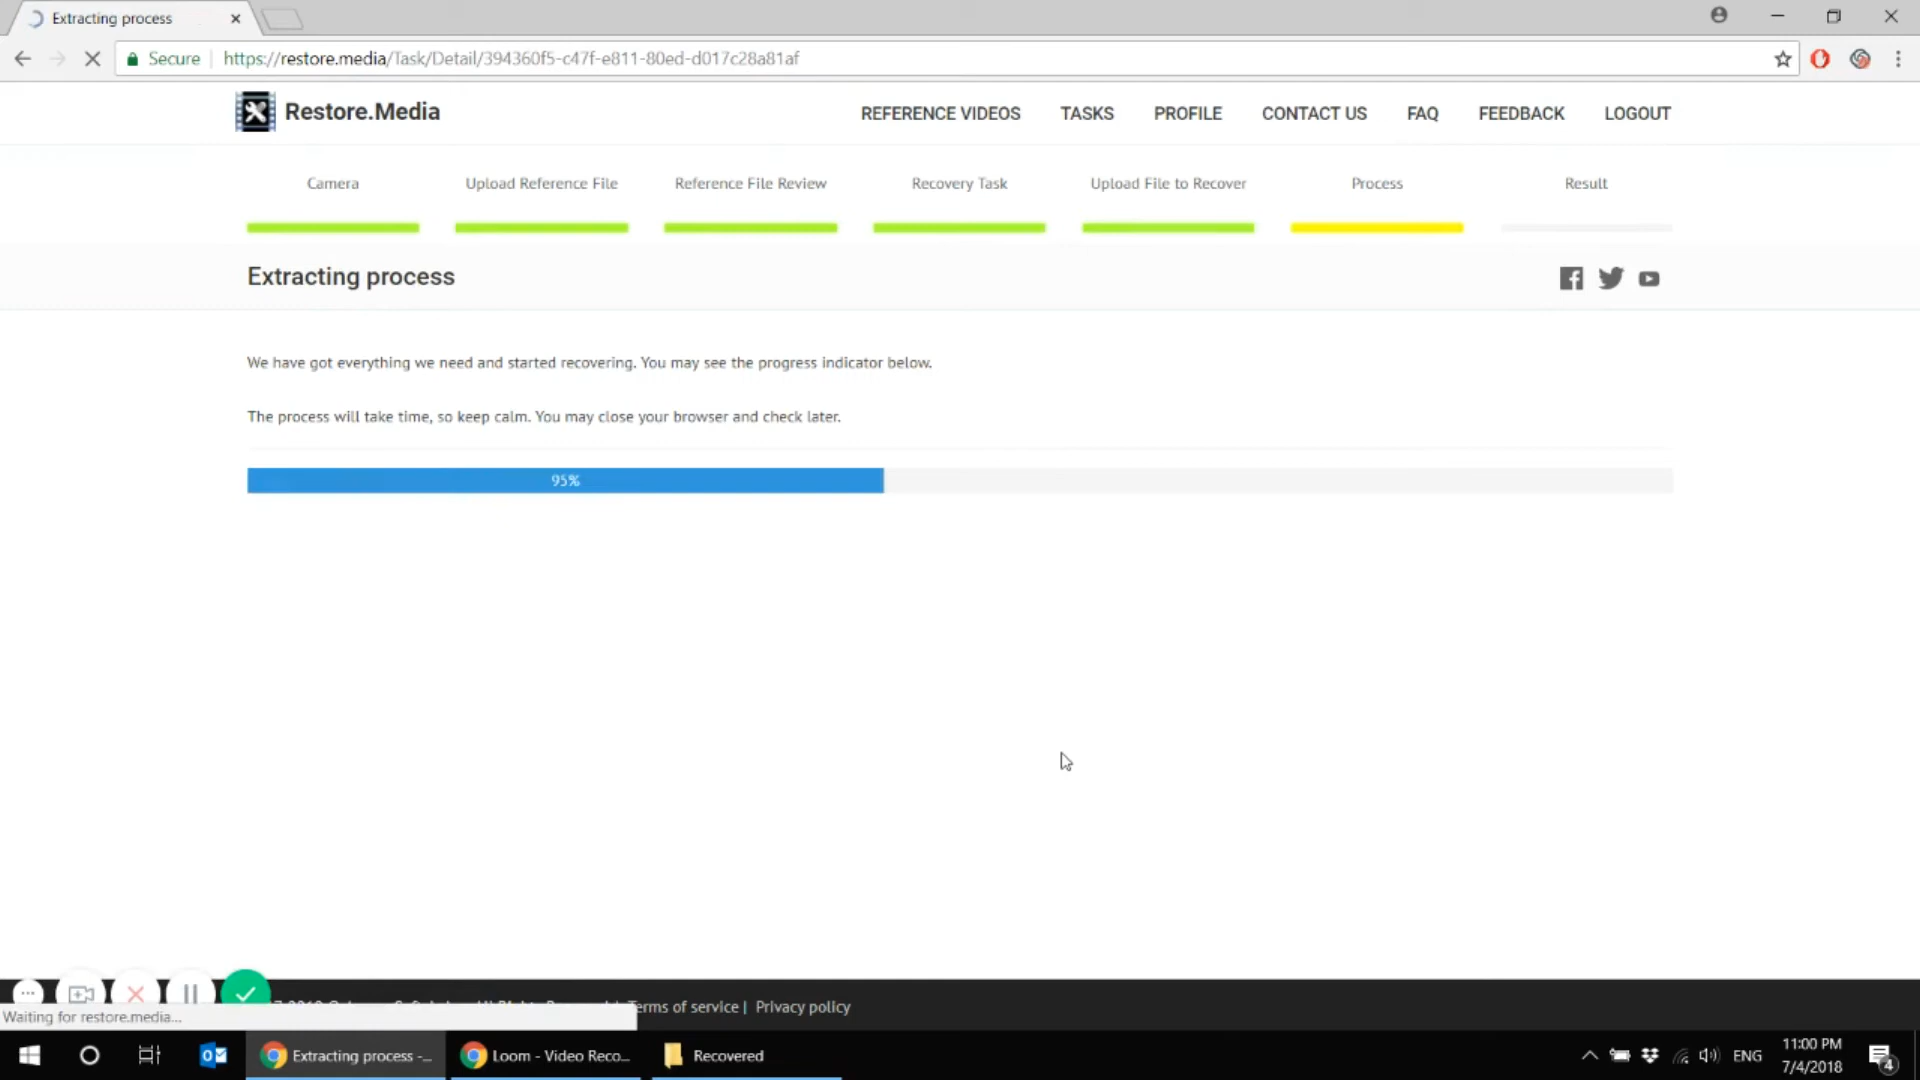 Extracting process
Secure
https://restore.media/Task/Detail/394360f5-c47f-e811-80ed-d017c28a81af
Restore.Media
REFERENCE VIDEOS
TASKS
PROFILE
CONTACT US
FAQ
FEEDBACK
LOGOUT
Camera
Upload Reference File
Reference File Review
Recovery Task
Upload File to Recover
Process
Result
Extracting process
We have got everything we need and started recovering. You may see the progress indicator below.
The process will take time, so keep calm. You may close your browser and check later.
95%
Terms of service | Privacy policy
Waiting for restore.media...
Extracting process -...
Loom - Video Reco...
Recovered
ENG
11:00 PM
7/4/2018
4